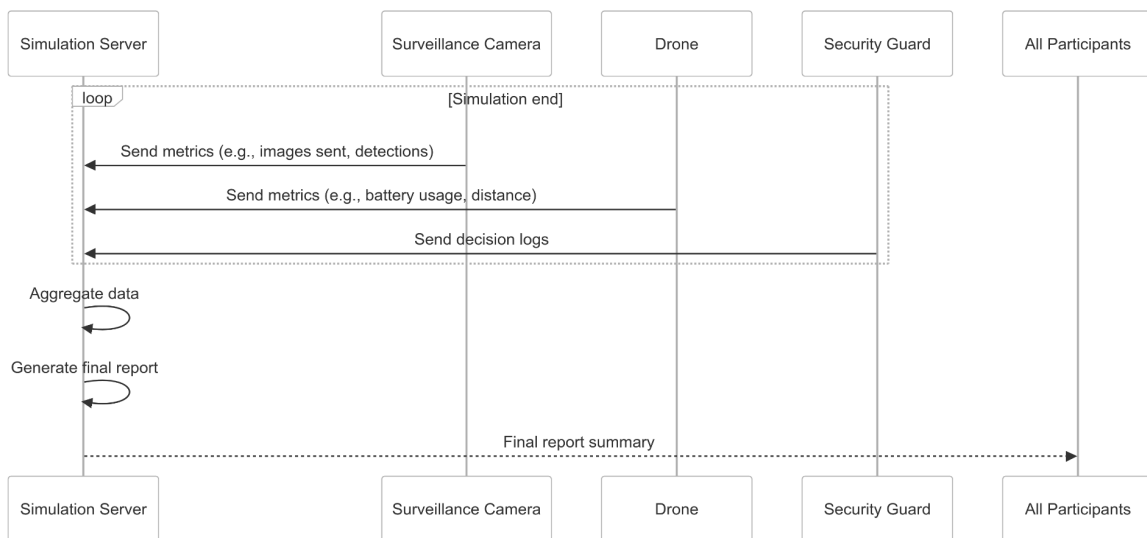 Simulation Server
Surveillance Camera
Drone
Security Guard
All Participants
loop
[Simulation end]
Send metrics (e.g., images sent, detections)
Send metrics (e.g., battery usage, distance)
Send decision logs
Aggregate data
Generate final report
Final report summary
Simulation Server
Surveillance Camera
Drone
Security Guard
All Participants